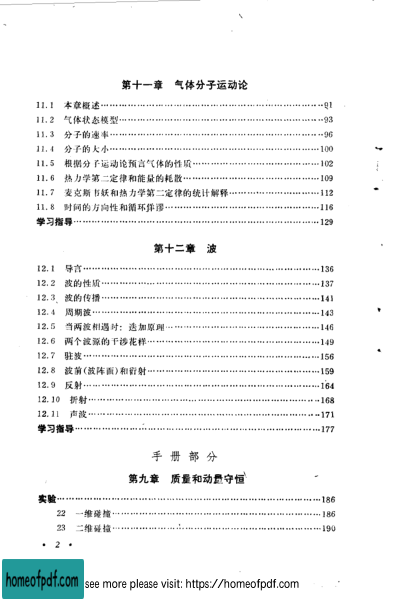 第十一章 气体分子运动论
11.1 本章概述……91
11.2 气体状态模型……93
11.3 分子的速率……96
11.4 分子的大小……100
11.5 根据分子运动论预言气体的性质……102
11.6 热力学第二定律和能量的耗散……109
11.7 麦克斯韦妖和热力学第二定律的统计解释……112
11.8 时间的方向性和循环佯谬……116
学习指导……129
第十二章 波
12.1 导言……136
12.2 波的性质……137
12.3 波的传播……141
12.4 周期波……143
12.5 当两波相遇时：迭加原理……146
12.6 两个波源的干涉花样……149
12.7 驻波……156
12.8 波前(波阵面)和衍射……159
12.9 反射……164
12.10 折射……168
12.11 声波……171
学习指导……177
手册部分
第九章 质量和动量守恒
实验……186
22 一维碰撞……186
23 二维碰撞……190
• 2 •
homeofpdf.com
see more please visit: https://homeofpdf.com